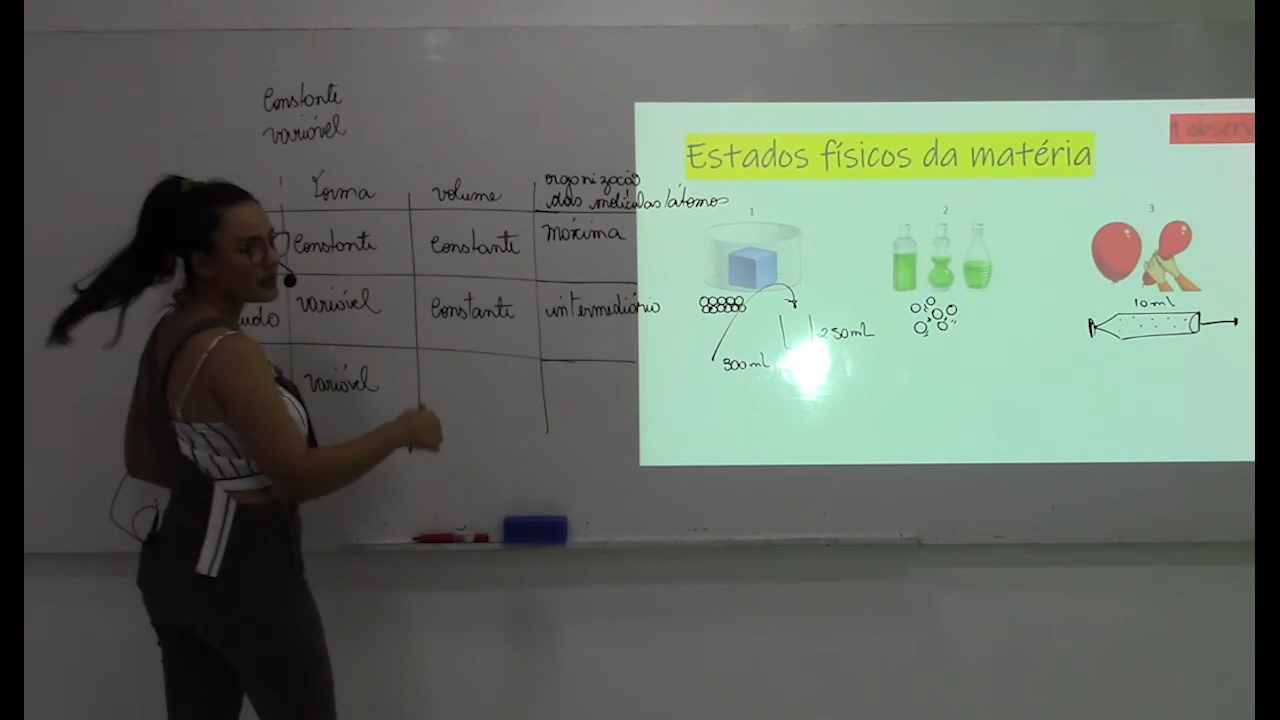 Constante
variável
Forma
volume
organização
das moléculas/átomos
Constante
Constante
máxima
variável
Constante
intermediário
variável
Estados físicos da matéria
1
2
3
300mL
250mL
10mL